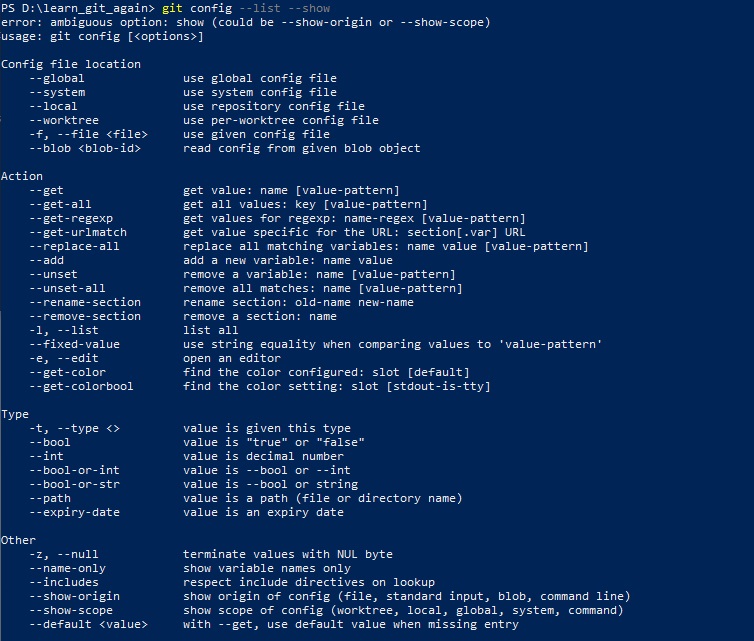 PS D:\learn_git_again> git config --list --show
error: ambiguous option: show (could be --show-origin or --show-scope)
usage: git config [<options>]
Config file location
--global use global config file
--system use system config file
--local use repository config file
--worktree use per-worktree config file
-f, --file <file> use given config file
--blob <blob-id> read config from given blob object
Action
--get get value: name [value-pattern]
--get-all get all values: key [value-pattern]
--get-regexp get values for regexp: name-regex [value-pattern]
--get-urlmatch get value specific for the URL: section[.var] URL
--replace-all replace all matching variables: name value [value-pattern]
--add add a new variable: name value
--unset remove a variable: name [value-pattern]
--unset-all remove all matches: name [value-pattern]
--rename-section rename section: old-name new-name
--remove-section remove a section: name
-l, --list list all
--fixed-value use string equality when comparing values to 'value-pattern'
-e, --edit open an editor
--get-color find the color configured: slot [default]
--get-colorbool find the color setting: slot [stdout-is-tty]
Type
-t, --type <> value is given this type
--bool value is "true" or "false"
--int value is decimal number
--bool-or-int value is --bool or --int
--bool-or-str value is --bool or string
--path value is a path (file or directory name)
--expiry-date value is an expiry date
Other
-z, --null terminate values with NUL byte
--name-only show variable names only
--includes respect include directives on lookup
--show-origin show origin of config (file, standard input, blob, command line)
--show-scope show scope of config (worktree, local, global, system, command)
--default <value> with --get, use default value when missing entry